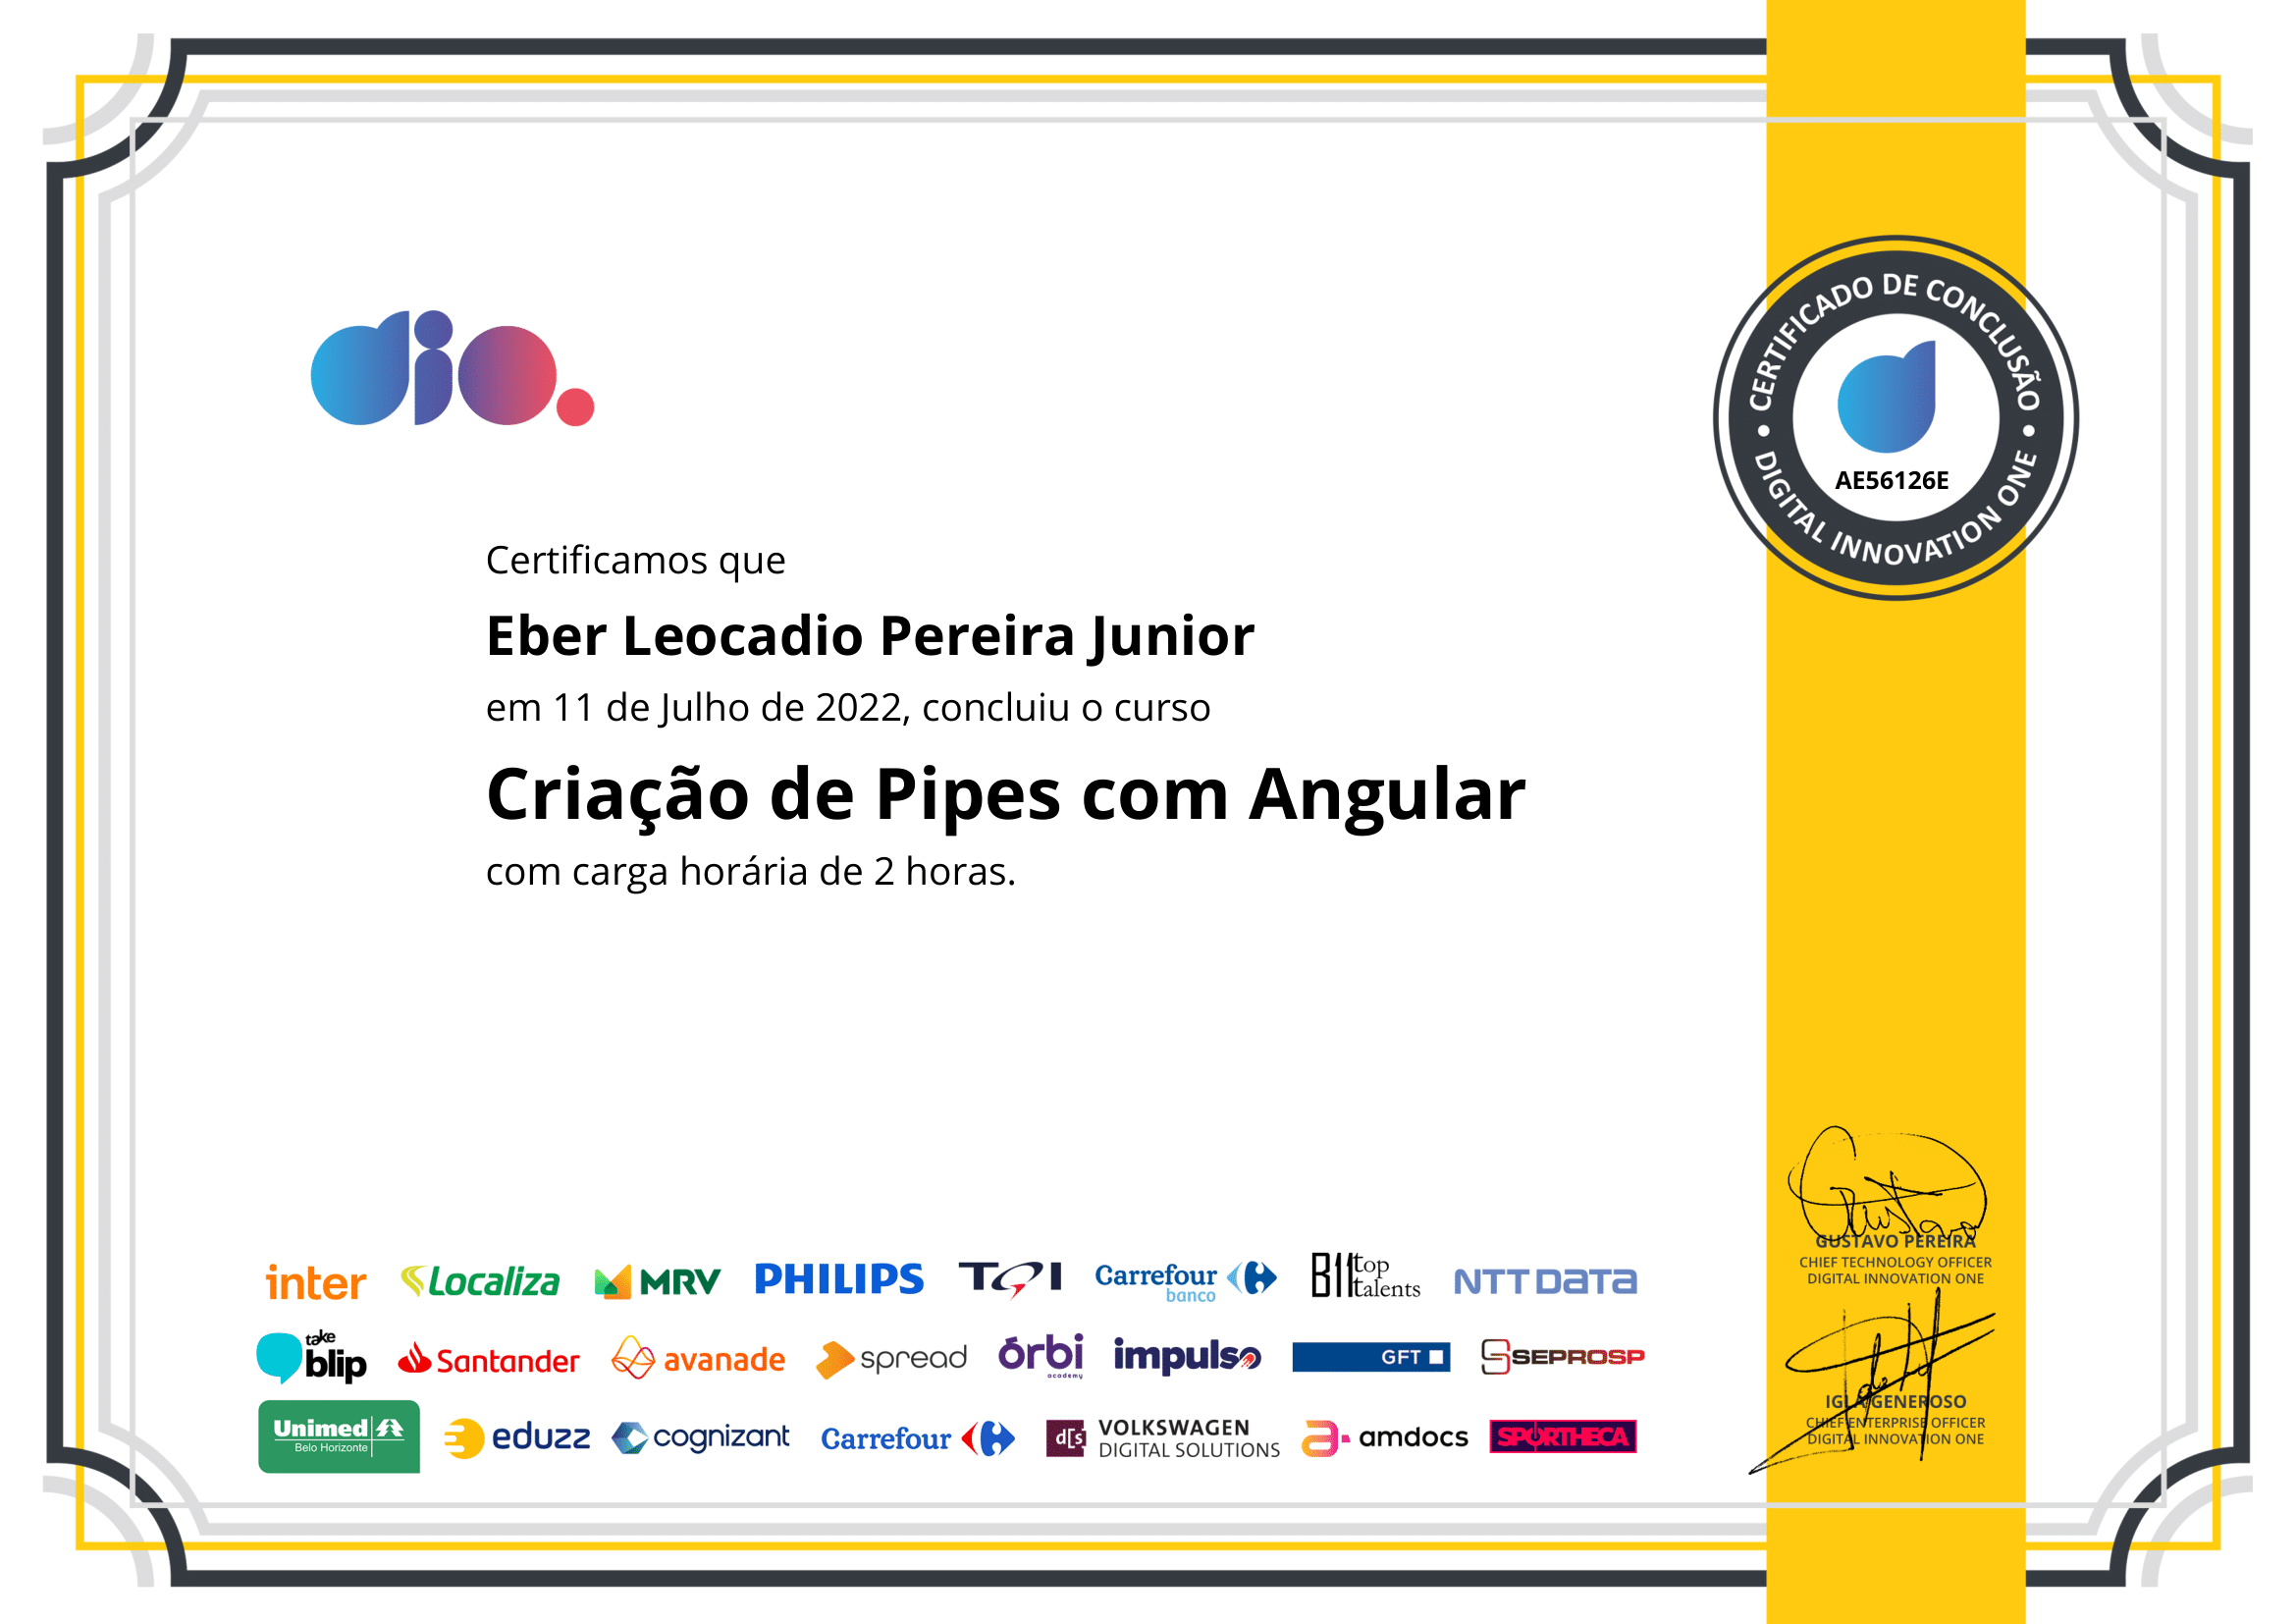 dio.
CERTIFICADO DE CONCLUSÃO
DIGITAL INNOVATION ONE
AE56126E
Certificamos que
Eber Leocadio Pereira Junior
em 11 de Julho de 2022, concluiu o curso
Criação de Pipes com Angular
com carga horária de 2 horas.
Gustavo
GUSTAVO PEREIRA
CHIEF TECHNOLOGY OFFICER
DIGITAL INNOVATION ONE
inter Localiza MRV PHILIPS TQI Carrefour banco B11 top talents NTT DATA
take blip Santander avanade spread órbi academy impulso GFT SEPROSP
IGLA GENEROSO
CHIEF ENTERPRISE OFFICER
DIGITAL INNOVATION ONE
Unimed Belo Horizonte eduzz cognizant Carrefour d[s] VOLKSWAGEN DIGITAL SOLUTIONS amdocs SPORTHECA